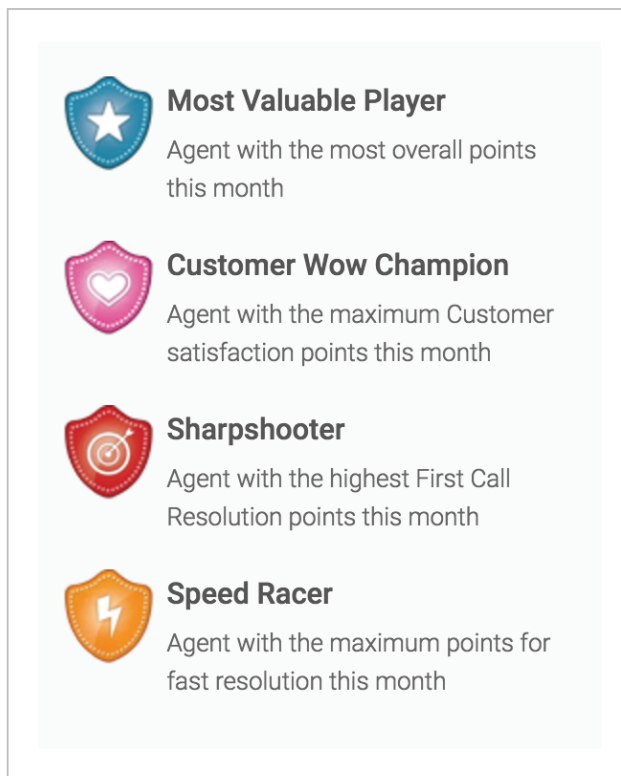 Most Valuable Player
Agent with the most overall points
this month
Customer Wow Champion
Agent with the maximum Customer
satisfaction points this month
Sharpshooter
Agent with the highest First Call
Resolution points this month
Speed Racer
Agent with the maximum points for
fast resolution this month